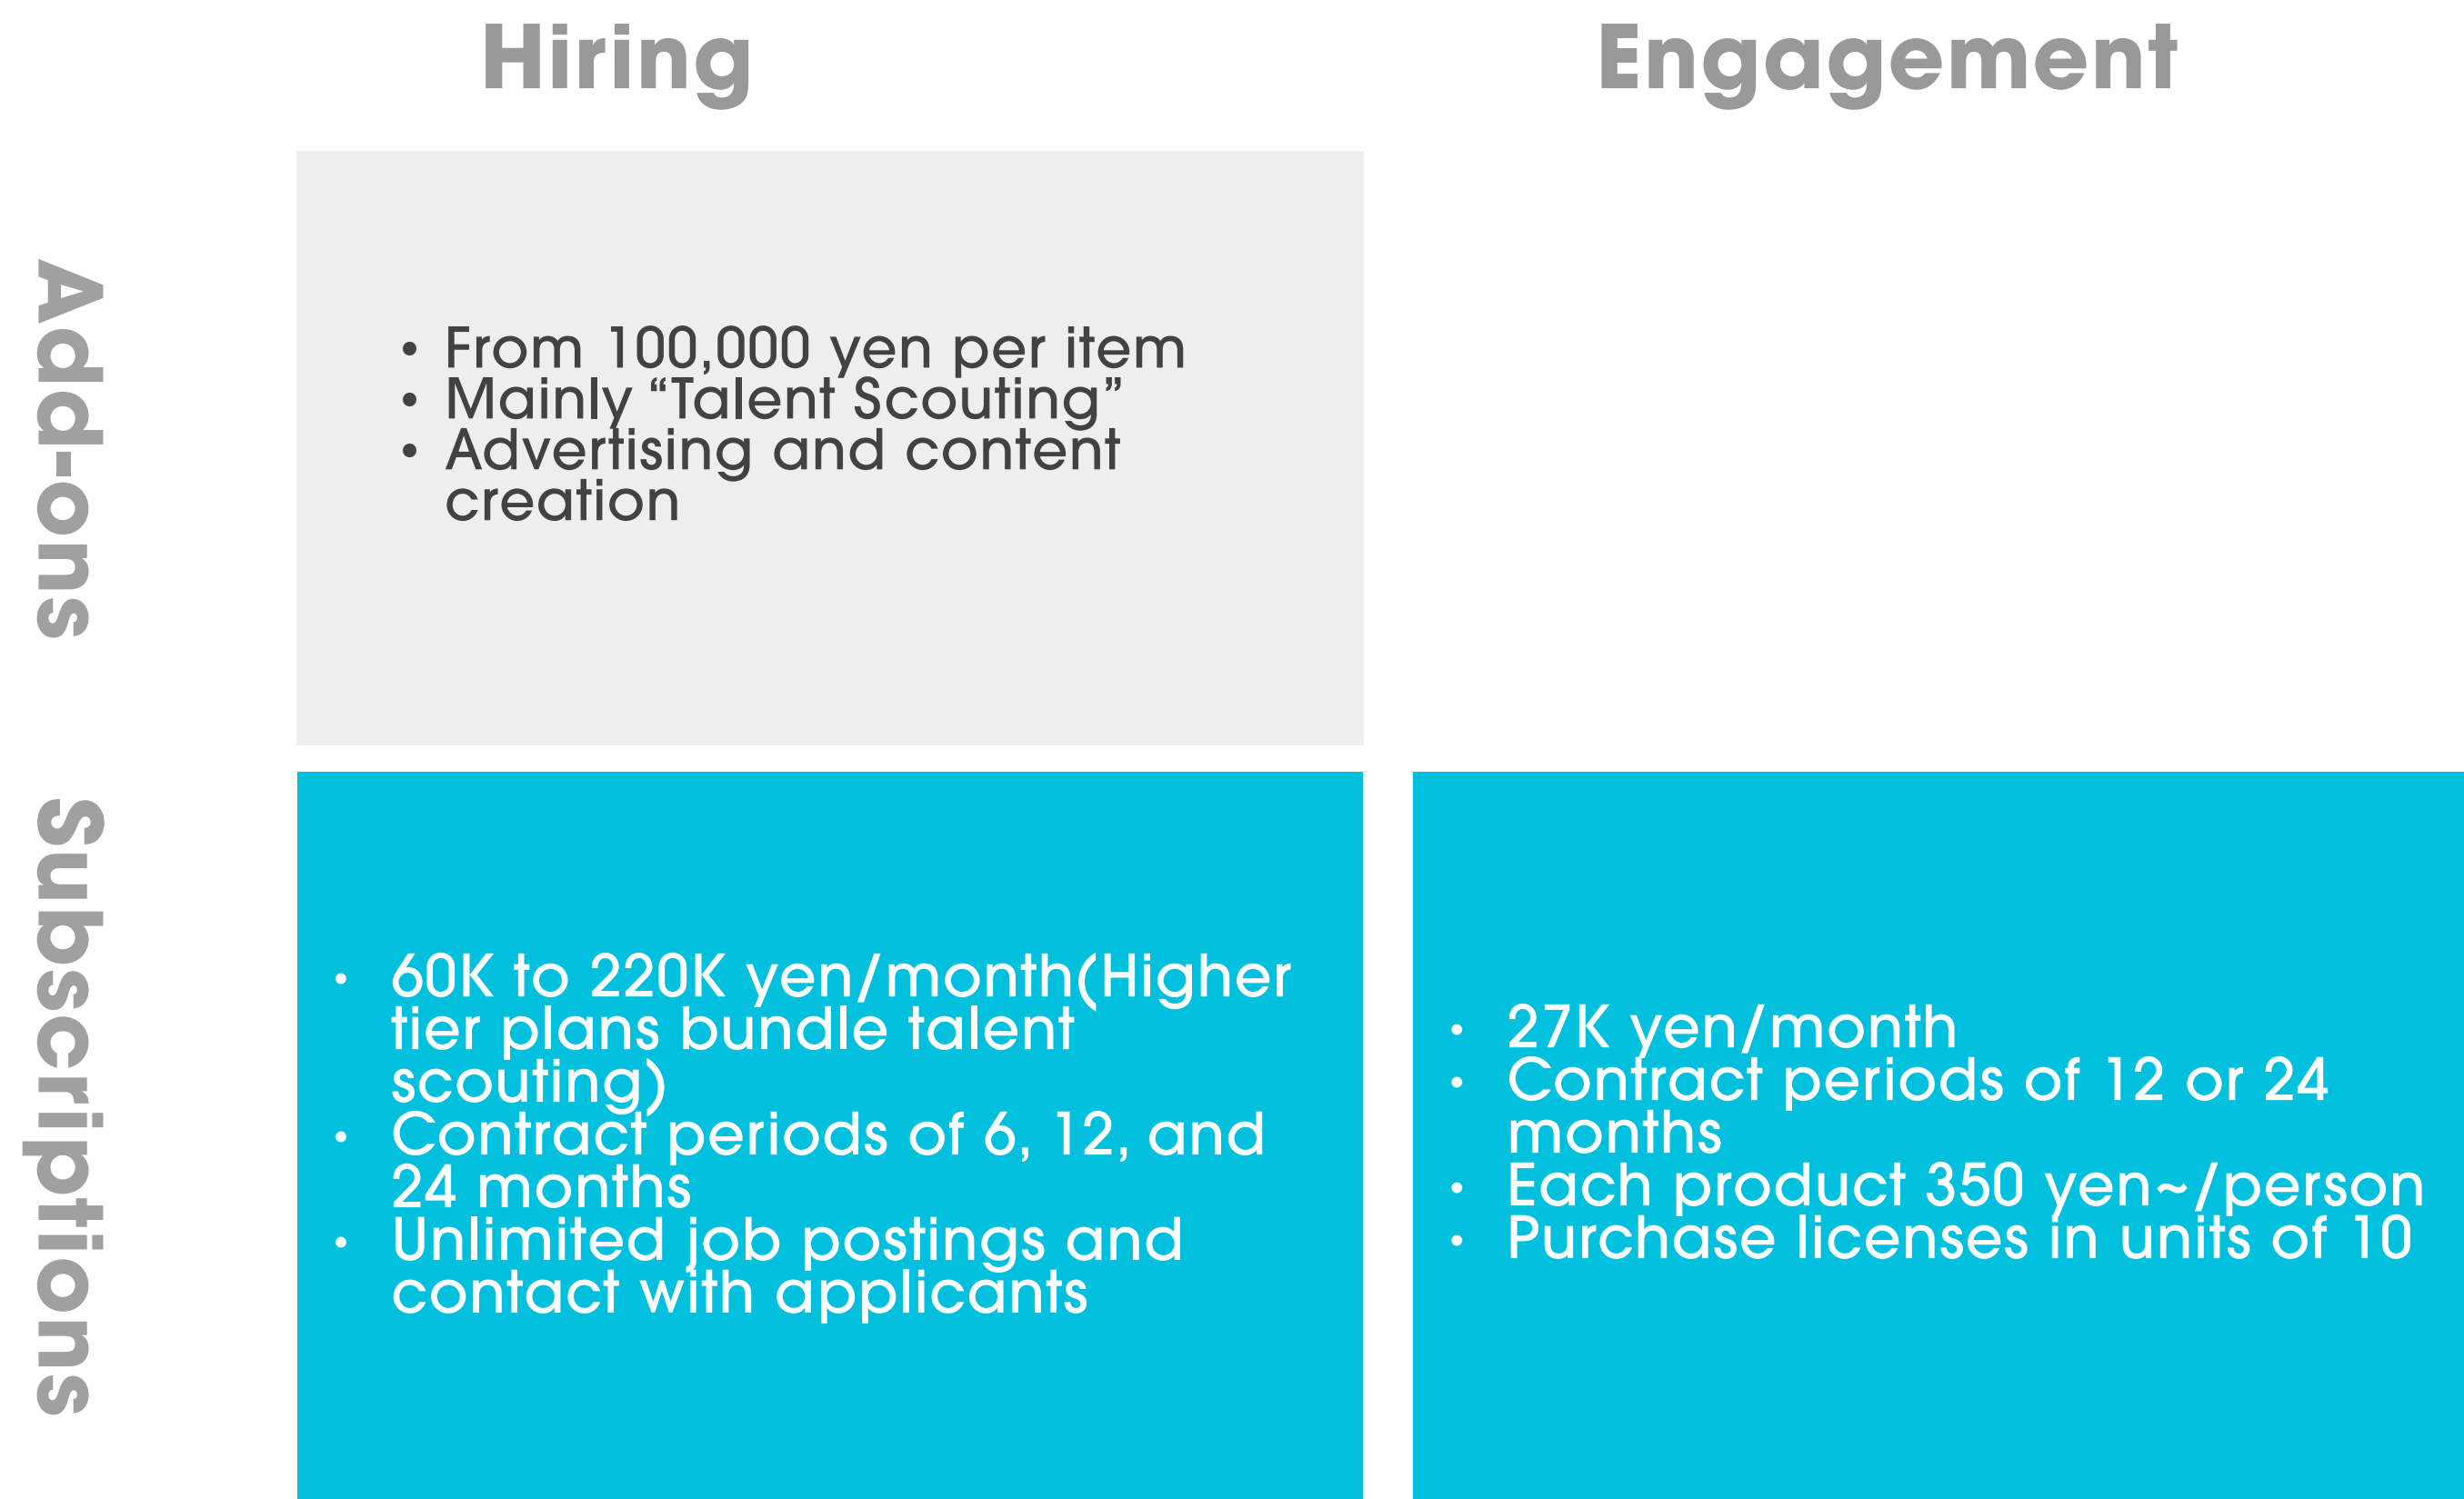 Hiring
Engagement
Add-ons
• From 100,000 yen per item
• Mainly “Talent Scouting”
• Advertising and content
creation
Subscriptions
• 60K to 220K yen/month(Higher
tier plans bundle talent
scouting)
• Contract periods of 6, 12, and
24 months
• Unlimited job postings and
contact with applicants
• 27K yen/month
• Contract periods of 12 or 24
months
• Each product 350 yen~/person
• Purchase licenses in units of 10